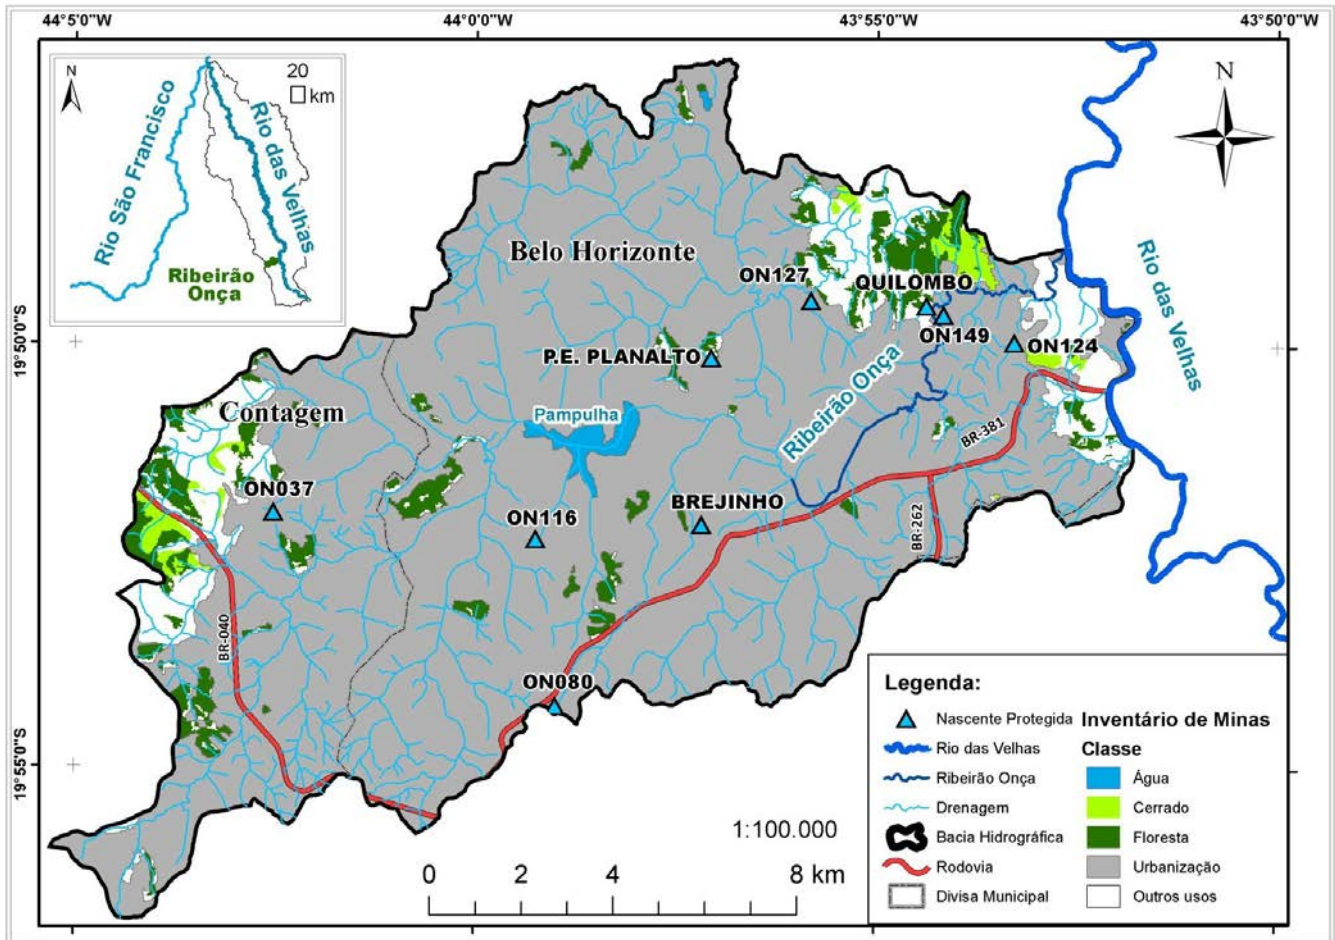 44°5'0"W
44°0'0"W
43°55'0"W
43°50'0"W
N
20
km
Rio São Francisco
Rio das Velhas
Ribeirão
Onça
N
Belo Horizonte
ON127
QUILOMBO
Rio das Velhas
ON149
ON124
19°50'0"S
P.E. PLANALTO
Ribeirão Onça
Contagem
Pampulha
BR-381
ON037
ON116
BREJINHO
BR-262
BR-040
ON080
19°55'0"S
1:100.000
0 2 4 8 km
Legenda:
Nascente Protegida
Rio das Velhas
Ribeirão Onça
Drenagem
Bacia Hidrográfica
Rodovia
Divisa Municipal
Inventário de Minas
Classe
Água
Cerrado
Floresta
Urbanização
Outros usos